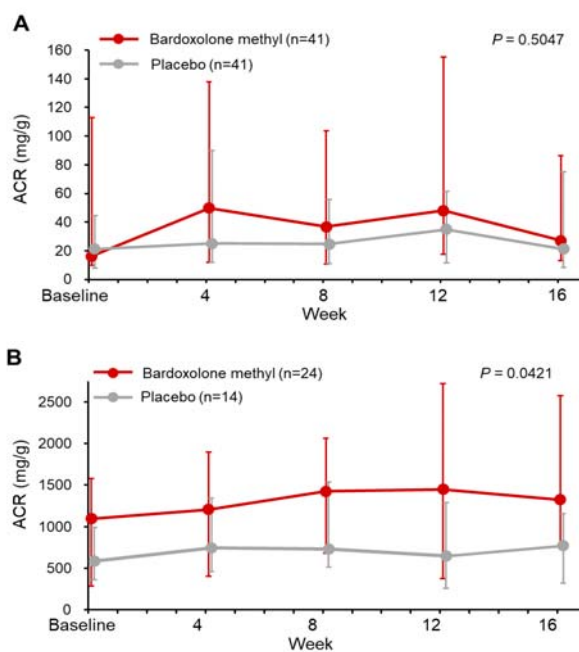 A
Bardoxolone methyl (n=41)
P = 0.5047
Placebo (n=41)
ACR (mg/g)
160
140
120
100
80
60
40
20
0
Baseline 4 8 12 16
Week
B
Bardoxolone methyl (n=24)
P = 0.0421
Placebo (n=14)
ACR (mg/g)
2500
2000
1500
1000
500
0
Baseline 4 8 12 16
Week